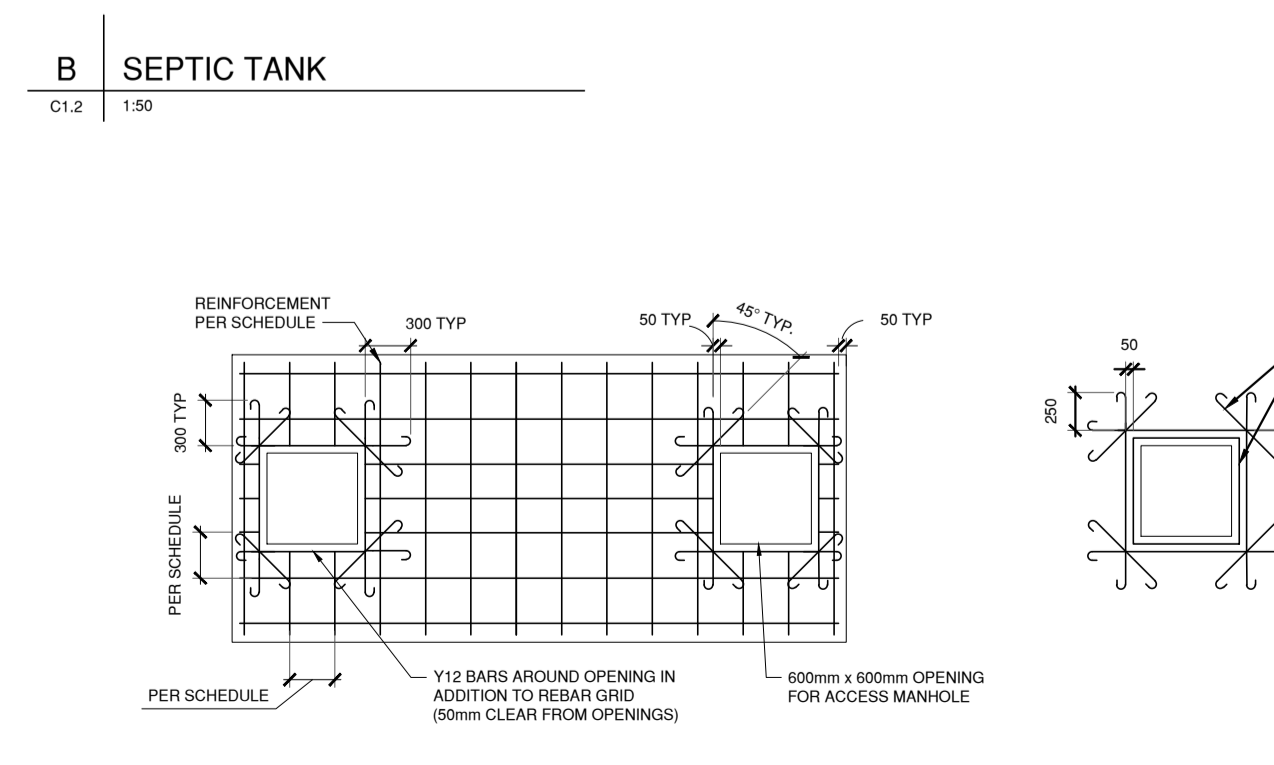 B SEPTIC TANK
C1.2 1:50
REINFORCEMENT
PER SCHEDULE
300 TYP
50 TYP
45° TYP.
50 TYP
300 TYP
PER SCHEDULE
PER SCHEDULE
Y12 BARS AROUND OPENING IN
ADDITION TO REBAR GRID
(50mm CLEAR FROM OPENINGS)
600mm x 600mm OPENING
FOR ACCESS MANHOLE
50
250